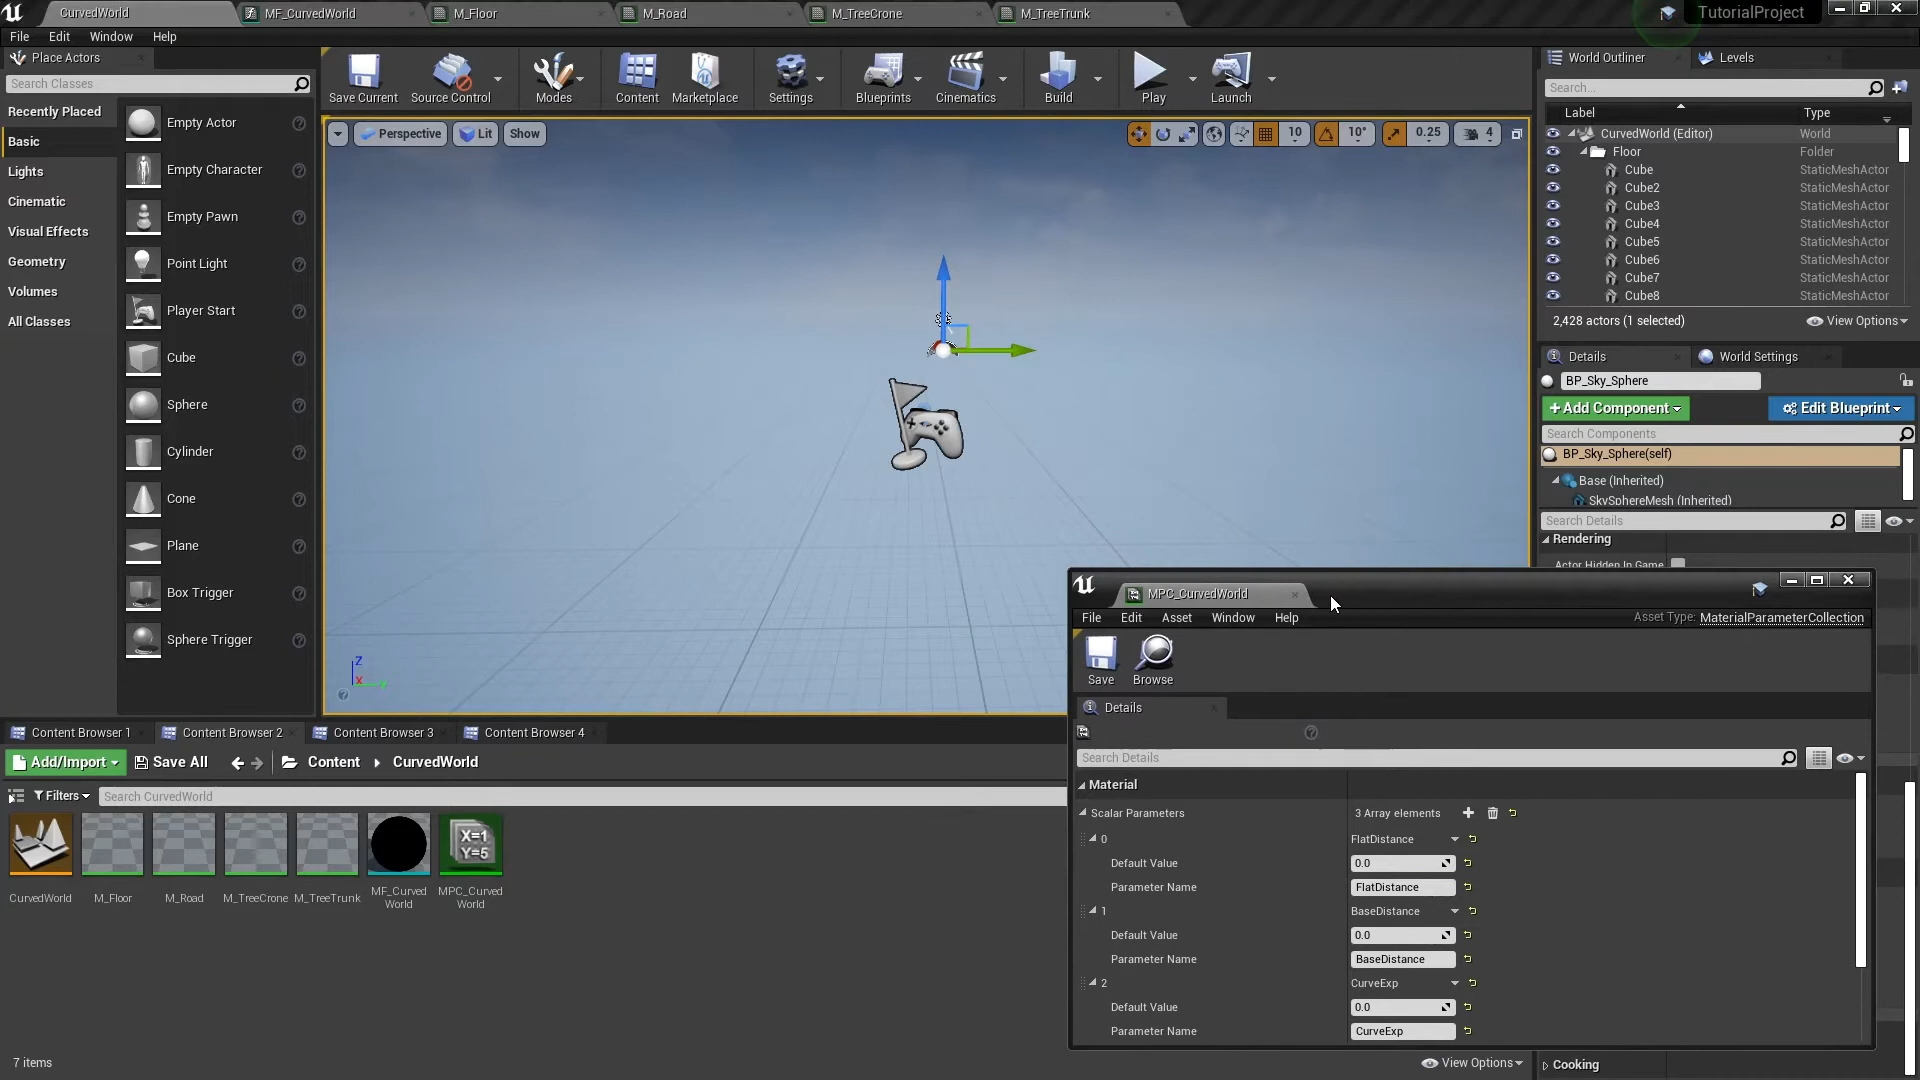 CurvedWorld
MF_CurvedWorld
M_Floor
M_Road
M_TreeCrone
M_TreeTrunk
TutorialProject
File Edit Window Help
Place Actors
Search Classes
Recently Placed
Basic
Lights
Cinematic
Visual Effects
Geometry
Volumes
All Classes
Empty Actor
Empty Character
Empty Pawn
Point Light
Player Start
Cube
Sphere
Cylinder
Cone
Plane
Box Trigger
Sphere Trigger
Save Current
Source Control
Modes
Content
Marketplace
Settings
Blueprints
Cinematics
Build
Play
Launch
Perspective Lit Show
10 10° 0.25 4
Z
X
World Outliner
Levels
Search...
Label Type
CurvedWorld (Editor) World
Floor Folder
Cube StaticMeshActor
Cube2 StaticMeshActor
Cube3 StaticMeshActor
Cube4 StaticMeshActor
Cube5 StaticMeshActor
Cube6 StaticMeshActor
Cube7 StaticMeshActor
Cube8 StaticMeshActor
2,428 actors (1 selected) View Options
Details
World Settings
BP_Sky_Sphere
+Add Component Edit Blueprint
Search Components
BP_Sky_Sphere(self)
Base (Inherited)
SkySphereMesh (Inherited)
Search Details
Rendering
Actor Hidden In Game
MPC_CurvedWorld
File Edit Asset Window Help
Asset Type: MaterialParameterCollection
Save
Browse
Details
Search Details
Material
Scalar Parameters 3 Array elements
0 FlatDistance
Default Value 0.0
Parameter Name FlatDistance
1 BaseDistance
Default Value 0.0
Parameter Name BaseDistance
2 CurveExp
Default Value 0.0
Parameter Name CurveExp
Content Browser 1
Content Browser 2
Content Browser 3
Content Browser 4
Add/Import Save All Content CurvedWorld
Filters Search CurvedWorld
X=1
Y=5
CurvedWorld
M_Floor
M_Road
M_TreeCrone
M_TreeTrunk
MF_Curved
World
MPC_Curved
World
7 items
View Options
Cooking